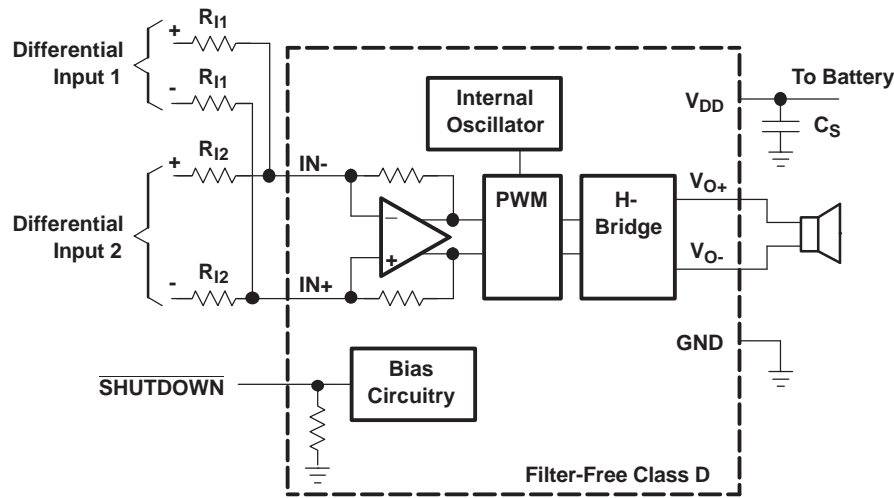 Differential
Input 1
+
R_I1
-
R_I1
Differential
Input 2
+
R_I2
-
R_I2
IN-
IN+
Internal
Oscillator
−
+
PWM
H-
Bridge
V_DD
To Battery
C_S
V_O+
V_O-
GND
SHUTDOWN
Bias
Circuitry
Filter-Free Class D